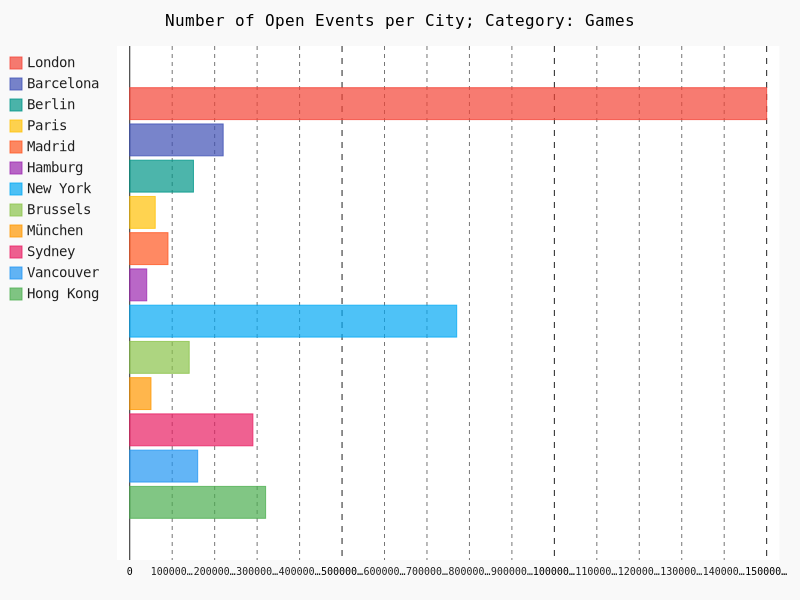 Number of Open Events per City; Category: Games
London
Barcelona
Berlin
Paris
Madrid
Hamburg
New York
Brussels
München
Sydney
Vancouver
Hong Kong
0 100000… 200000… 300000… 400000… 500000… 600000… 700000… 800000… 900000… 100000… 110000… 120000… 130000… 140000… 150000…